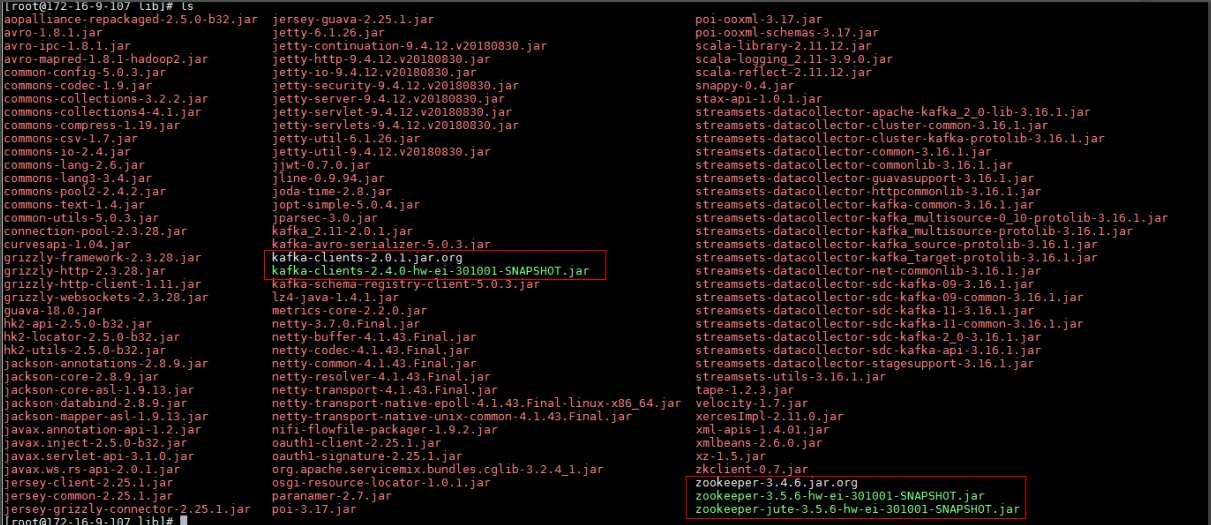 [root@172-16-9-107 lib]# ls
aopalliance-repackaged-2.5.0-b32.jar jersey-guava-2.25.1.jar poi-ooxml-3.17.jar
avro-1.8.1.jar jetty-6.1.26.jar poi-ooxml-schemas-3.17.jar
avro-ipc-1.8.1.jar jetty-continuation-9.4.12.v20180830.jar scala-library-2.11.12.jar
avro-mapred-1.8.1-hadoop2.jar jetty-http-9.4.12.v20180830.jar scala-logging_2.11-3.9.0.jar
common-config-5.0.3.jar jetty-io-9.4.12.v20180830.jar scala-reflect-2.11.12.jar
commons-codec-1.9.jar jetty-security-9.4.12.v20180830.jar snappy-0.4.jar
commons-collections-3.2.2.jar jetty-server-9.4.12.v20180830.jar stax-api-1.0.1.jar
commons-collections4-4.1.jar jetty-servlet-9.4.12.v20180830.jar streamsets-datacollector-apache-kafka_2_0-lib-3.16.1.jar
commons-compress-1.19.jar jetty-servlets-9.4.12.v20180830.jar streamsets-datacollector-cluster-common-3.16.1.jar
commons-csv-1.7.jar jetty-util-6.1.26.jar streamsets-datacollector-cluster-kafka-protolib-3.16.1.jar
commons-io-2.4.jar jetty-util-9.4.12.v20180830.jar streamsets-datacollector-common-3.16.1.jar
commons-lang-2.6.jar jjwt-0.7.0.jar streamsets-datacollector-commonlib-3.16.1.jar
commons-lang3-3.4.jar jline-0.9.94.jar streamsets-datacollector-guavasupport-3.16.1.jar
commons-pool2-2.4.2.jar joda-time-2.8.jar streamsets-datacollector-httpcommonlib-3.16.1.jar
commons-text-1.4.jar jopt-simple-5.0.4.jar streamsets-datacollector-kafka-common-3.16.1.jar
common-utils-5.0.3.jar jparsec-3.0.jar streamsets-datacollector-kafka_multisource-0_10-protolib-3.16.1.jar
connection-pool-2.3.28.jar kafka_2.11-2.0.1.jar streamsets-datacollector-kafka_multisource-protolib-3.16.1.jar
curvesapi-1.04.jar kafka-avro-serializer-5.0.3.jar streamsets-datacollector-kafka_source-protolib-3.16.1.jar
grizzly-framework-2.3.28.jar kafka-clients-2.0.1.jar.org streamsets-datacollector-kafka_target-protolib-3.16.1.jar
grizzly-http-2.3.28.jar kafka-clients-2.4.0-hw-ei-301001-SNAPSHOT.jar streamsets-datacollector-net-commonlib-3.16.1.jar
grizzly-http-client-1.11.jar kafka-schema-registry-client-5.0.3.jar streamsets-datacollector-sdc-kafka-09-3.16.1.jar
grizzly-websockets-2.3.28.jar lz4-java-1.4.1.jar streamsets-datacollector-sdc-kafka-09-common-3.16.1.jar
guava-18.0.jar metrics-core-2.2.0.jar streamsets-datacollector-sdc-kafka-11-3.16.1.jar
hk2-api-2.5.0-b32.jar netty-3.7.0.Final.jar streamsets-datacollector-sdc-kafka-11-common-3.16.1.jar
hk2-locator-2.5.0-b32.jar netty-buffer-4.1.43.Final.jar streamsets-datacollector-sdc-kafka-2_0-3.16.1.jar
hk2-utils-2.5.0-b32.jar netty-codec-4.1.43.Final.jar streamsets-datacollector-sdc-kafka-api-3.16.1.jar
jackson-annotations-2.8.9.jar netty-common-4.1.43.Final.jar streamsets-datacollector-stagesupport-3.16.1.jar
jackson-core-2.8.9.jar netty-resolver-4.1.43.Final.jar streamsets-utils-3.16.1.jar
jackson-core-asl-1.9.13.jar netty-transport-4.1.43.Final.jar tape-1.2.3.jar
jackson-databind-2.8.9.jar netty-transport-native-epoll-4.1.43.Final-linux-x86_64.jar velocity-1.7.jar
jackson-mapper-asl-1.9.13.jar netty-transport-native-unix-common-4.1.43.Final.jar xercesImpl-2.11.0.jar
javax.annotation-api-1.2.jar nifi-flowfile-packager-1.9.2.jar xml-apis-1.4.01.jar
javax.inject-2.5.0-b32.jar oauth1-client-2.25.1.jar xmlbeans-2.6.0.jar
javax.servlet-api-3.1.0.jar oauth1-signature-2.25.1.jar xz-1.5.jar
javax.ws.rs-api-2.0.1.jar org.apache.servicemix.bundles.cglib-3.2.4_1.jar zkclient-0.7.jar
jersey-client-2.25.1.jar osgi-resource-locator-1.0.1.jar zookeeper-3.4.6.jar.org
jersey-common-2.25.1.jar paranamer-2.7.jar zookeeper-3.5.6-hw-ei-301001-SNAPSHOT.jar
jersey-grizzly-connector-2.25.1.jar poi-3.17.jar zookeeper-jute-3.5.6-hw-ei-301001-SNAPSHOT.jar
[root@172-16-9-107 lib]#